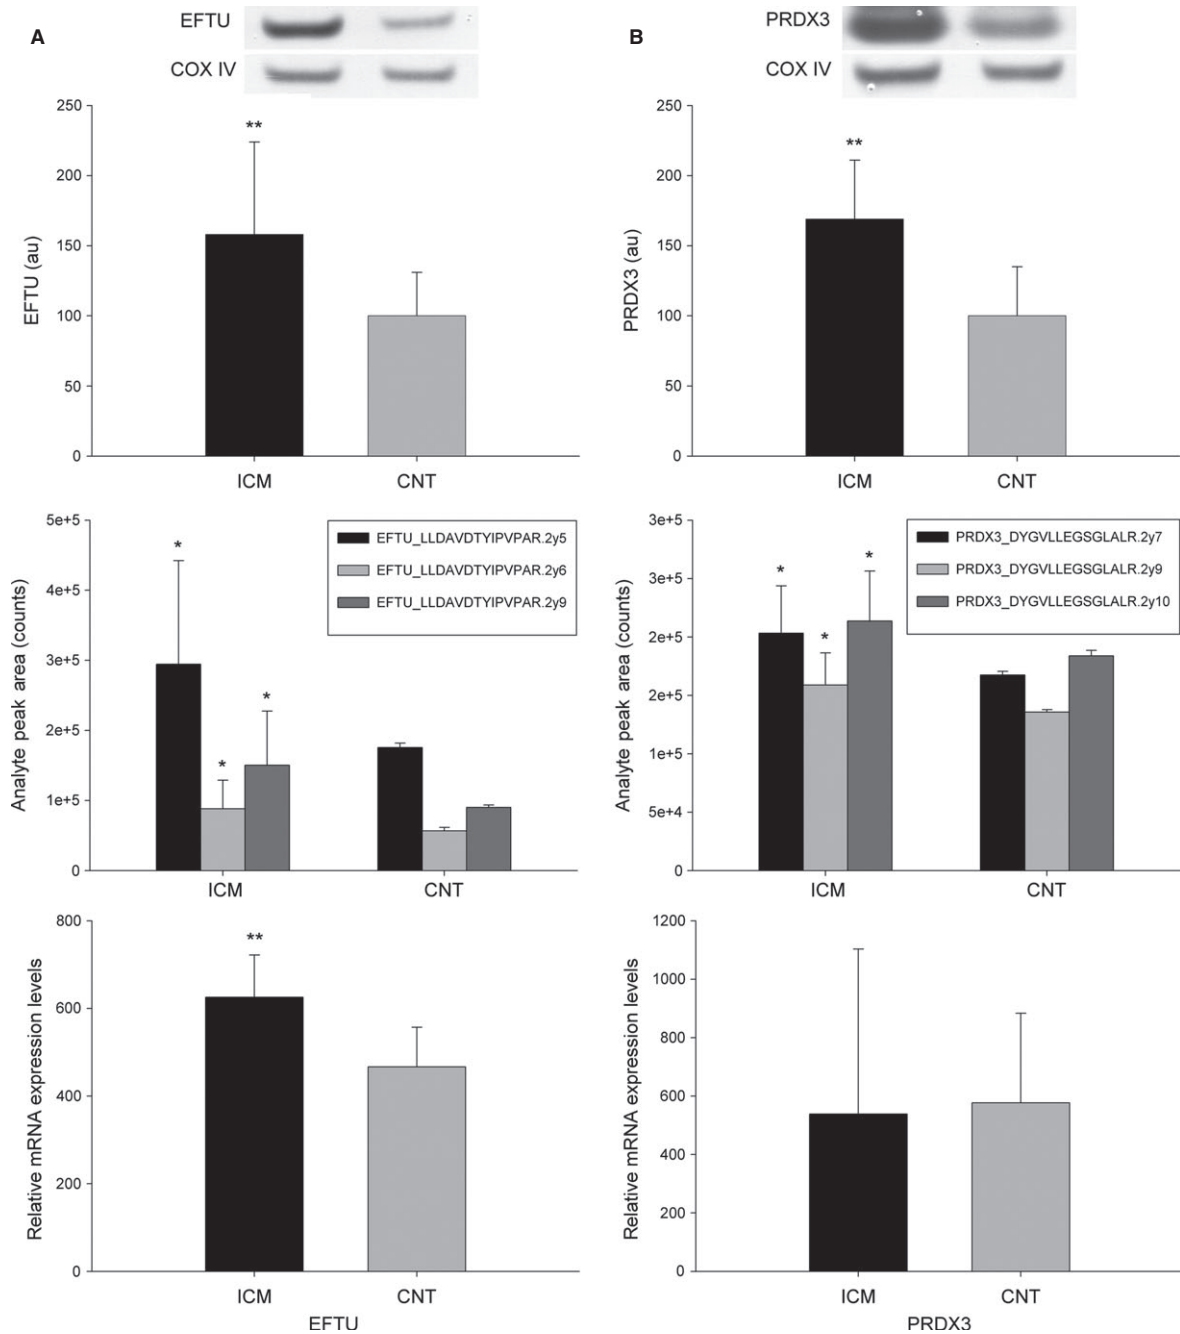 A
EFTU
COX IV
250
200
150
100
50
0
EFTU (au)
**
ICM CNT
B
PRDX3
COX IV
250
200
150
100
50
0
PRDX3 (au)
**
ICM CNT
5e+5
4e+5
3e+5
2e+5
1e+5
0
Analyte peak area (counts)
EFTU_LLDAVDTYIPVPAR.2y5
EFTU_LLDAVDTYIPVPAR.2y6
EFTU_LLDAVDTYIPVPAR.2y9
* * *
ICM CNT
3e+5
3e+5
2e+5
2e+5
1e+5
5e+4
0
Analyte peak area (counts)
PRDX3_DYGVLLEGSGLALR.2y7
PRDX3_DYGVLLEGSGLALR.2y9
PRDX3_DYGVLLEGSGLALR.2y10
* * *
ICM CNT
800
600
400
200
0
Relative mRNA expression levels
**
ICM CNT
EFTU
1200
1000
800
600
400
200
0
Relative mRNA expression levels
ICM CNT
PRDX3